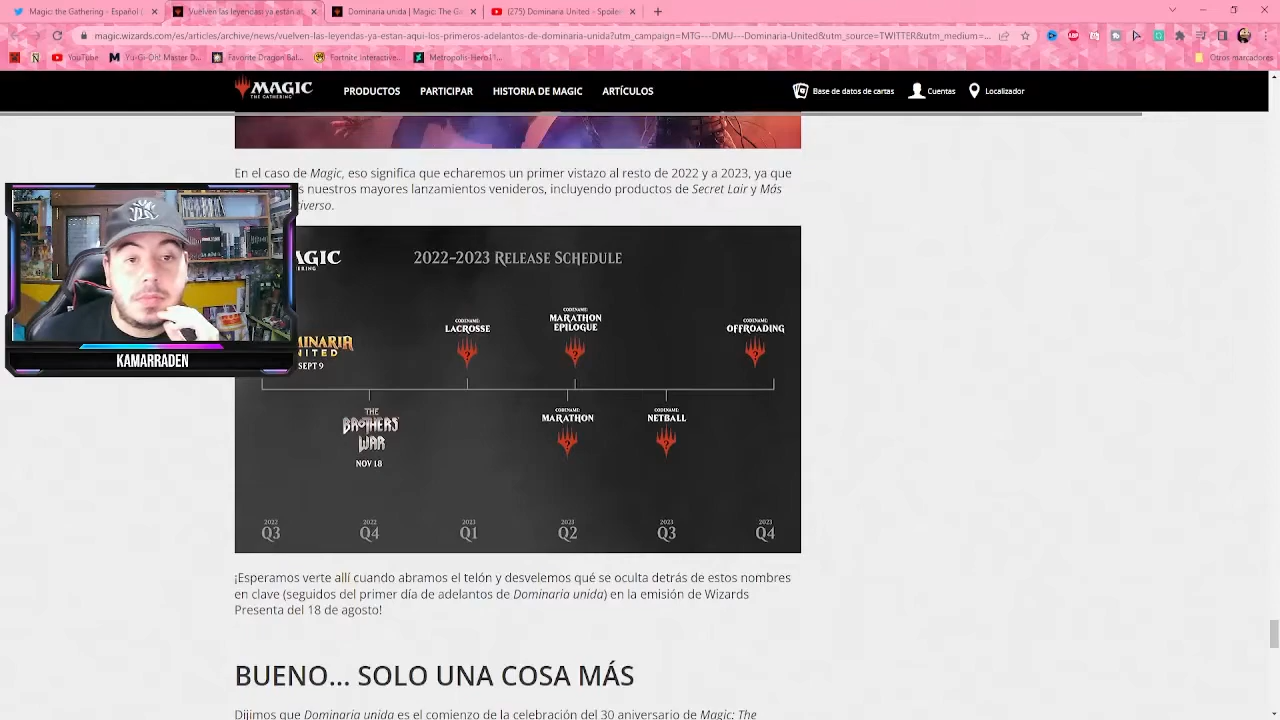 Magic: the Gathering - Español (
Vuelven las leyendas ya están a
Dominaria unida | Magic: The Ga
(275) Dominaria United - Spoiler
magic.wizards.com/es/articles/archive/news/vuelven-las-leyendas-ya-estan-aqui-los-primeros-adelantos-de-dominaria-unida?utm_campaign=MTG---DMU---Dominaria-United&utm_source=TWITTER&utm_medium=...
YouTube
Yu-Gi-Oh! Master D...
Favorite Dragon Bal...
Fortnite Interactive...
Metropolis-Hero11...
Otros marcadores
MAGIC
THE GATHERING
PRODUCTOS
PARTICIPAR
HISTORIA DE MAGIC
ARTÍCULOS
Base de datos de cartas
Cuentas
Localizador
En el caso de Magic, eso significa que echaremos un primer vistazo al resto de 2022 y a 2023, ya que
s nuestros mayores lanzamientos venideros, incluyendo productos de Secret Lair y Más
iverso.
AGIC
ERING
2022-2023 RELEASE SCHEDULE
CODENAME:
LACROSSE
CODENAME:
MARATHON
EPILOGUE
CODENAME:
OFFROADING
MINARIA
NITED
SEPT 9
THE
BROTHERS'
WAR
NOV 18
CODENAME:
MARATHON
CODENAME:
NETBALL
2022
Q3
2022
Q4
2023
Q1
2023
Q2
2023
Q3
2023
Q4
KAMARRADEN
¡Esperamos verte allí cuando abramos el telón y desvelemos qué se oculta detrás de estos nombres
en clave (seguidos del primer día de adelantos de Dominaria unida) en la emisión de Wizards
Presenta del 18 de agosto!
BUENO... SOLO UNA COSA MÁS
Dijimos que Dominaria unida es el comienzo de la celebración del 30 aniversario de Magic: The